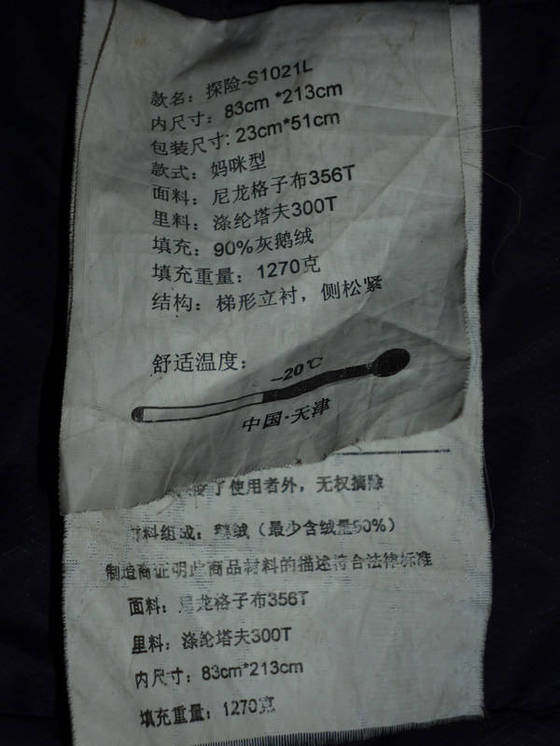 款名：探险-S1021L
内尺寸：83cm *213cm
包装尺寸：23cm*51cm
款式：妈咪型
面料：尼龙格子布356T
里料：涤纶塔夫300T
填充：90%灰鹅绒
填充重量：1270克
结构：梯形立衬，侧松紧
舒适温度：
-20℃
中国·天津
了使用者外，无权摘除
料组成：鹅绒（最少含绒量90%）
制造商证明此商品材料的描述符合法律标准
面料：尼龙格子布356T
里料：涤纶塔夫300T
内尺寸：83cm*213cm
填充重量：1270克